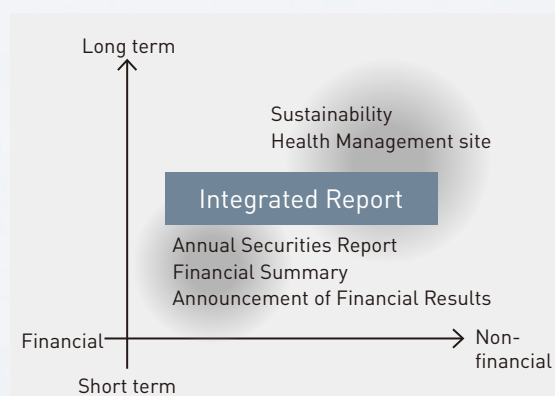 Long term
Sustainability
Health Management site
Integrated Report
Annual Securities Report
Financial Summary
Announcement of Financial Results
Financial
Non-
financial
Short term